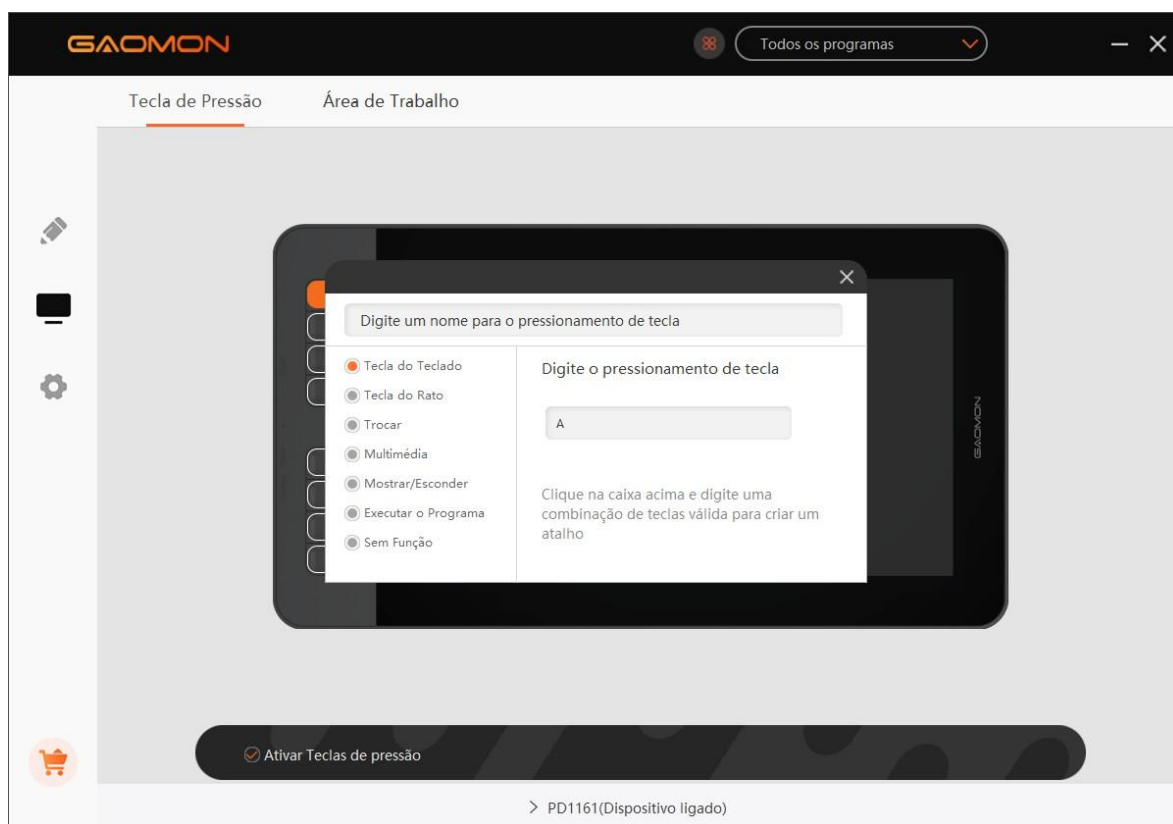 GAOMON
Todos os programas
Tecla de Pressão
Área de Trabalho
Digite um nome para o pressionamento de tecla
Tecla do Teclado
Tecla do Rato
Trocar
Multimédia
Mostrar/Esconder
Executar o Programa
Sem Função
Digite o pressionamento de tecla
A
Clique na caixa acima e digite uma
combinação de teclas válida para criar um
atalho
GAOMON
Ativar Teclas de pressão
PD1161(Dispositivo ligado)